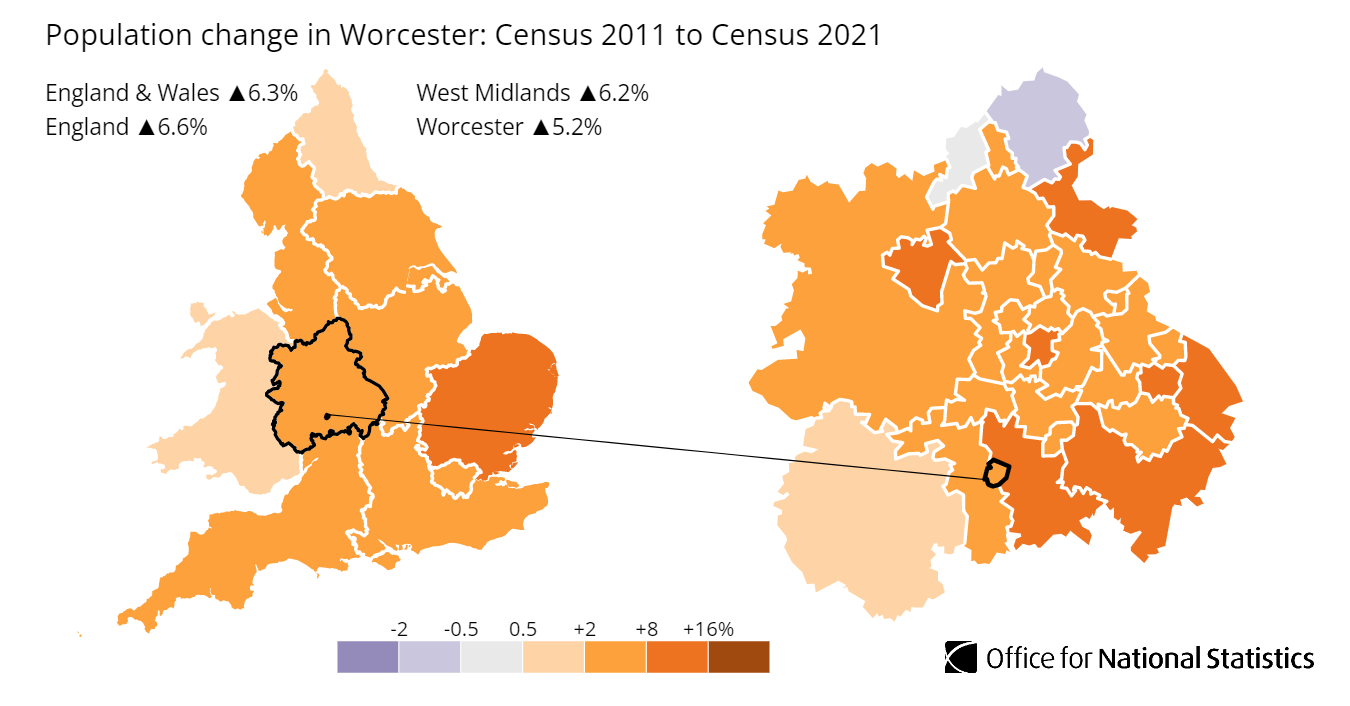 Population change in Worcester: Census 2011 to Census 2021
England & Wales ▲6.3%
West Midlands ▲6.2%
England ▲6.6%
Worcester ▲5.2%
-2 -0.5 0.5 +2 +8 +16%
Office for National Statistics